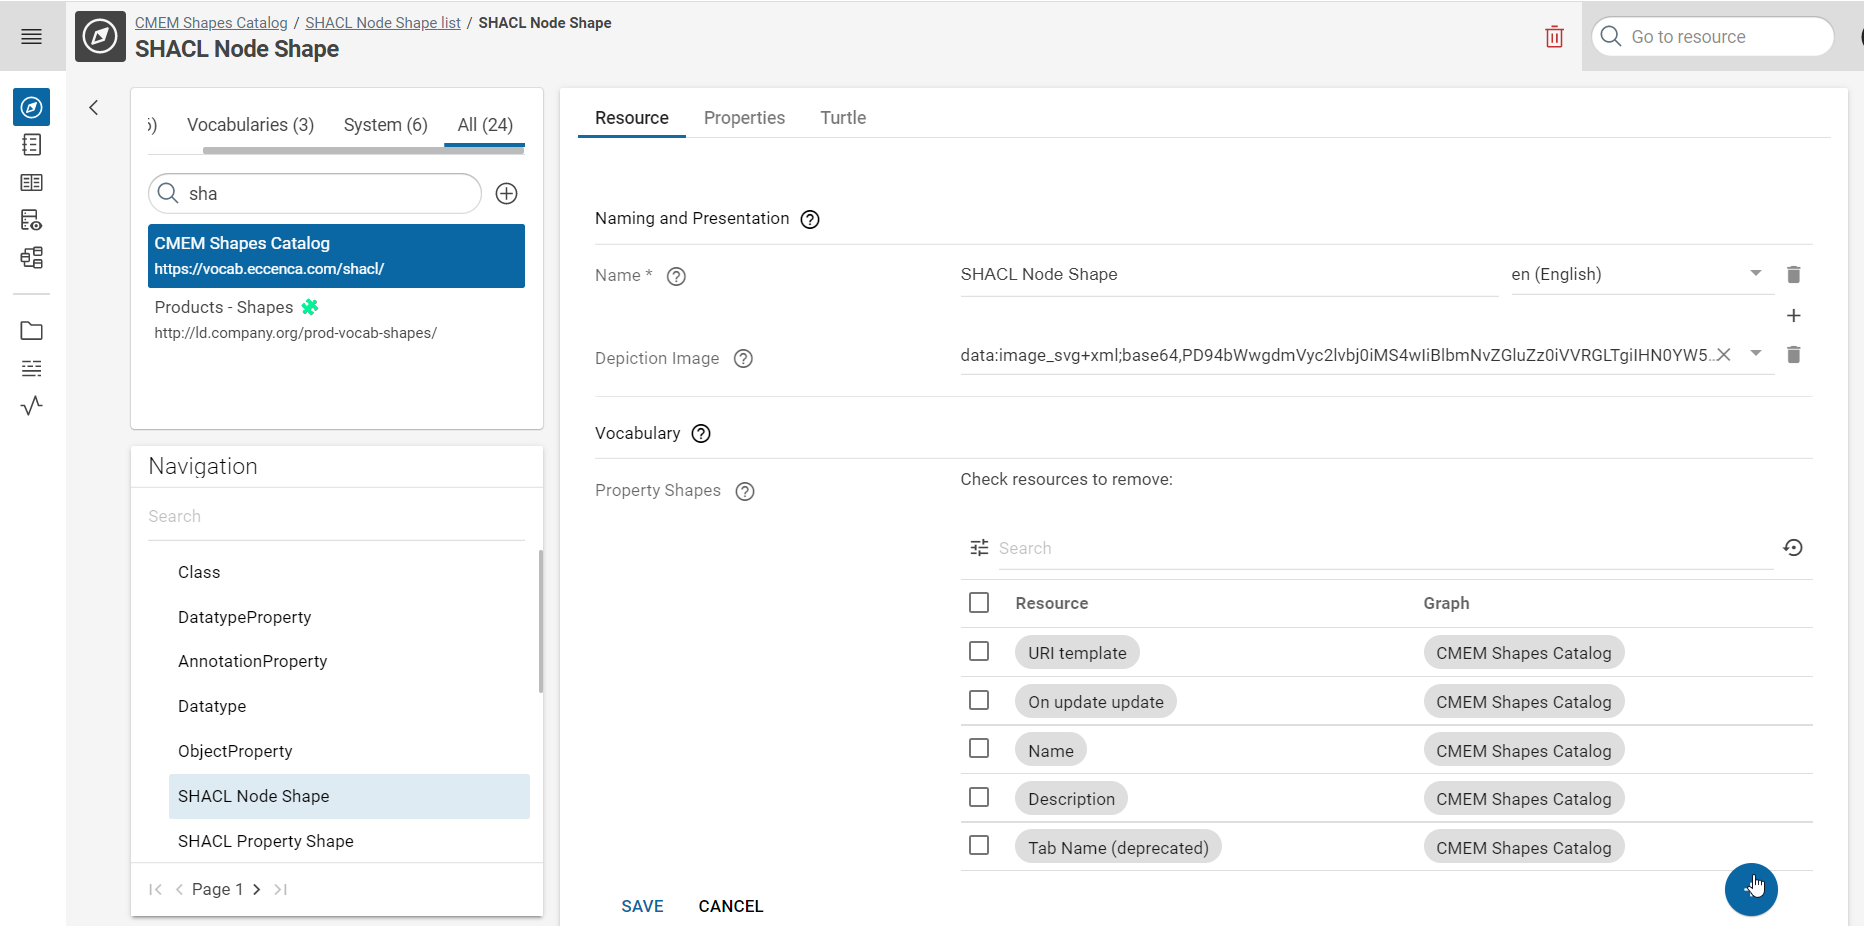 CMEM Shapes Catalog / SHACL Node Shape list / SHACL Node Shape
SHACL Node Shape
Go to resource
Vocabularies (3) System (6) All (24)
sha
CMEM Shapes Catalog
https://vocab.eccenca.com/shacl/
Products - Shapes
http://ld.company.org/prod-vocab-shapes/
Navigation
Search
Class
DatatypeProperty
AnnotationProperty
Datatype
ObjectProperty
SHACL Node Shape
SHACL Property Shape
Page 1
Resource Properties Turtle
Naming and Presentation
Name * SHACL Node Shape en (English)
Depiction Image data:image_svg+xml;base64,PD94bWwgdmVyc2lvbj0iMS4wIiBlbmNvZGluZz0iVVRGLTgiIHN0YW5...
Vocabulary
Property Shapes Check resources to remove:
Search
Resource Graph
URI template CMEM Shapes Catalog
On update update CMEM Shapes Catalog
Name CMEM Shapes Catalog
Description CMEM Shapes Catalog
Tab Name (deprecated) CMEM Shapes Catalog
SAVE CANCEL